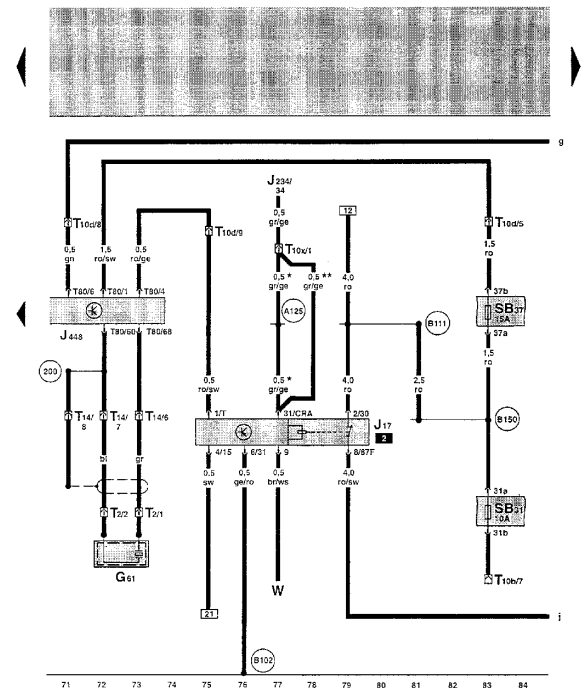 g
J 234/
34
12
T10d/8
0,5
gr/ge
T10d/5
T10d/9
T10x/1
0,5
gn
1,5
ro/sw
0,5
ro/ge
0,5 *
gr/ge
0,5 **
gr/ge
4,0
ro
1,5
ro
T80/6
T80/1
T80/4
37b
A125
B111
SB37
15A
J 448
T80/60
T80/68
37a
200
1,5
ro
0,5
ro/sw
0,5 *
gr/ge
4,0
ro
2,5
ro
T14/
8
T14/
7
T14/6
1/T
31/CRA
2/30
J 17
2
B150
4/15
6/31
9
8/87F
bl
gr
0,5
sw
0,5
ge/ro
0,5
br/ws
4,0
ro/sw
31a
SB31
10A
T2/2
T2/1
31b
G61
T10b/7
W
21
j
B102
71 72 73 74 75 76 77 78 79 80 81 82 83 84